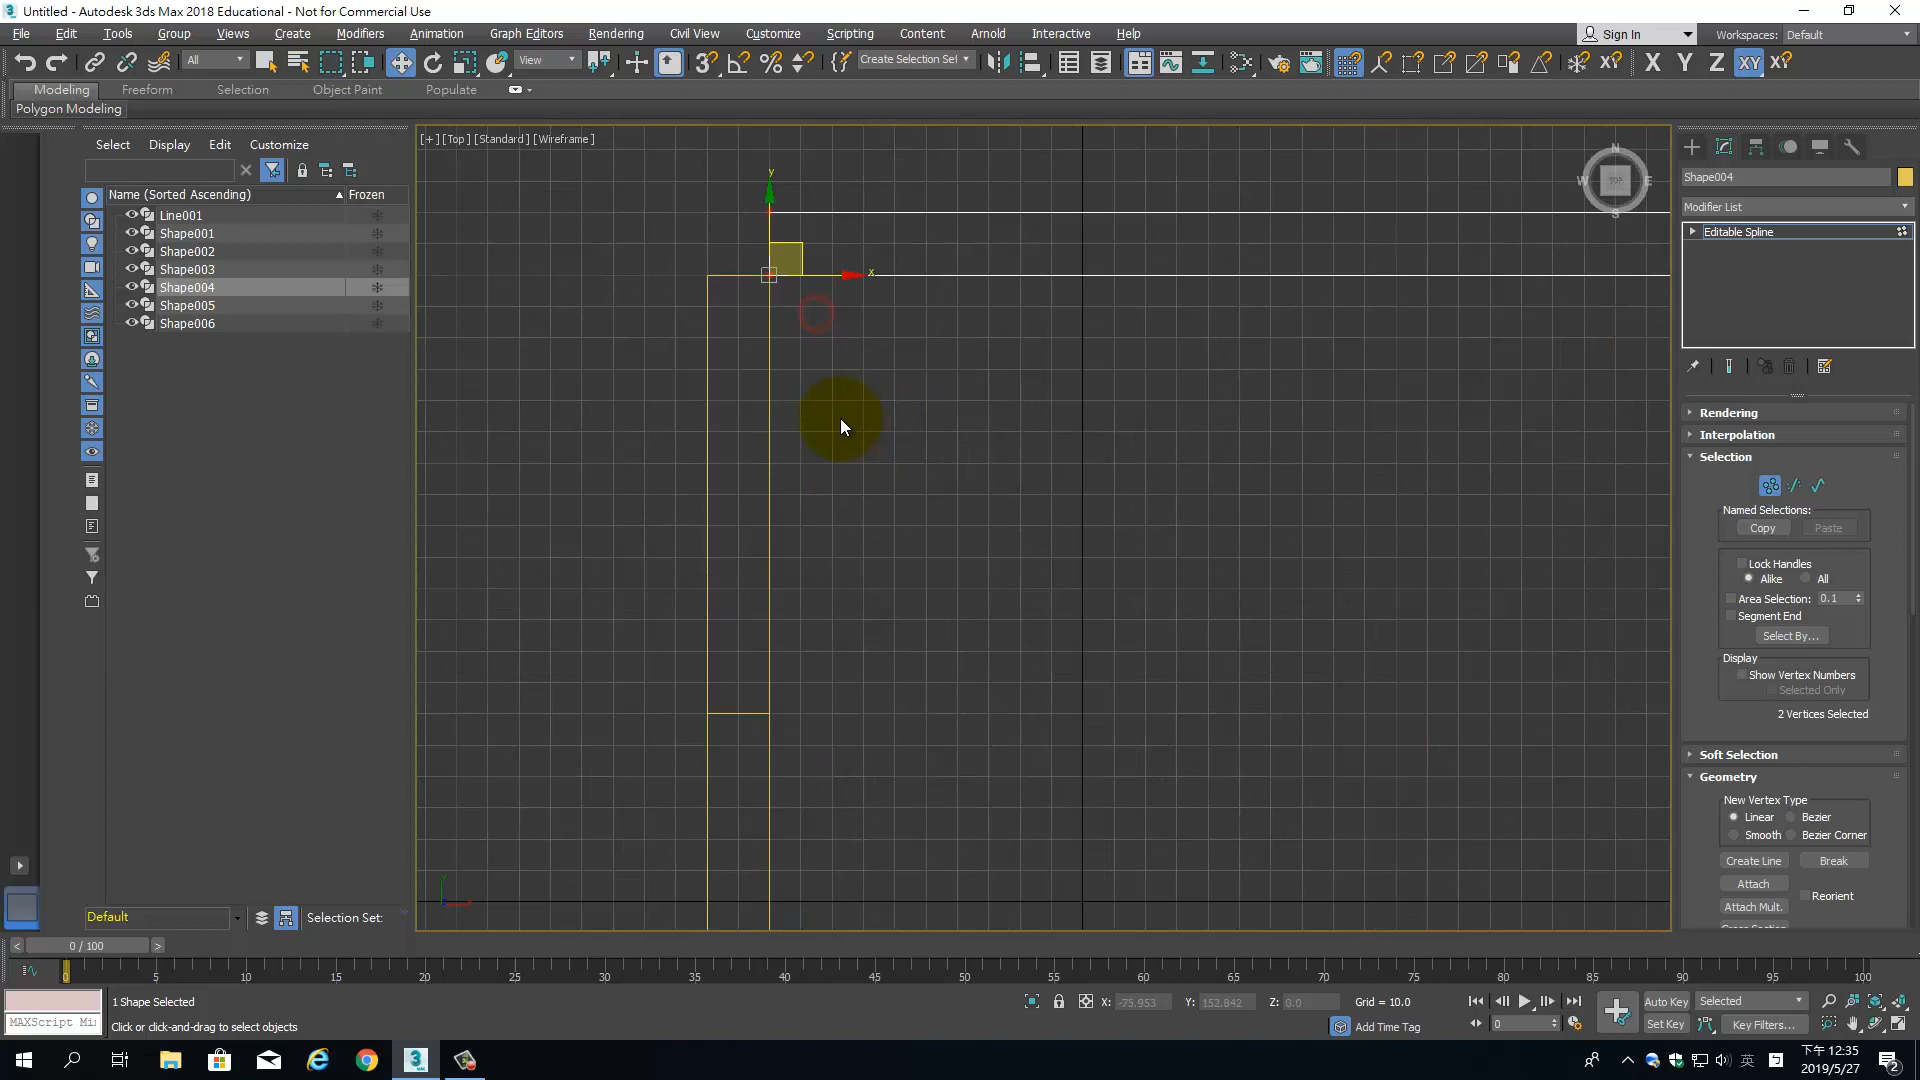 Untitled - Autodesk 3ds Max 2018 Educational - Not for Commercial Use
File Edit Tools Group Views Create Modifiers Animation Graph Editors Rendering Civil View Customize Scripting Content Arnold Interactive Help
Sign In
Workspaces: Default
All
View
Create Selection Set
X Y Z XY XY
Modeling Freeform Selection Object Paint Populate
Polygon Modeling
Select Display Edit Customize
Name (Sorted Ascending) Frozen
Line001
Shape001
Shape002
Shape003
Shape004
Shape005
Shape006
Default
Selection Set:
[+] [Top] [Standard] [Wireframe]
y
x
N
W TOP E
S
Shape004
Modifier List
Editable Spline
Rendering
Interpolation
Selection
Named Selections:
Copy Paste
Lock Handles
Alike All
Area Selection: 0.1
Segment End
Select By...
Display
Show Vertex Numbers
Selected Only
2 Vertices Selected
Soft Selection
Geometry
New Vertex Type
Linear Bezier
Smooth Bezier Corner
Create Line Break
Attach
Reorient
Attach Mult.
0 / 100
0 5 10 15 20 25 30 35 40 45 50 55 60 65 70 75 80 85 90 95 100
1 Shape Selected
X: -75.953 Y: 152.842 Z: 0.0 Grid = 10.0
Auto Key Selected
MAXScript Mi
Click or click-and-drag to select objects
Add Time Tag
0
Set Key Key Filters...
英
下午 12:35
2019/5/27
2